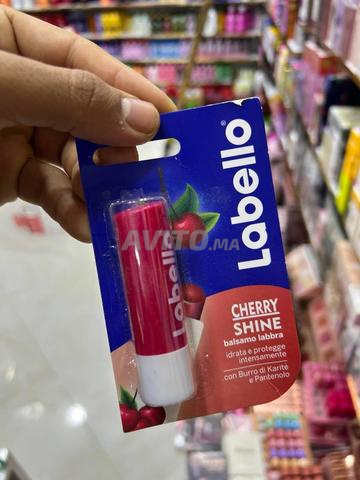 Labello®
Labello
AVITO.MA
CHERRY
SHINE
balsamo labbra
idrata e protegge
intensamente
con Burro di Karité
e Pantenolo